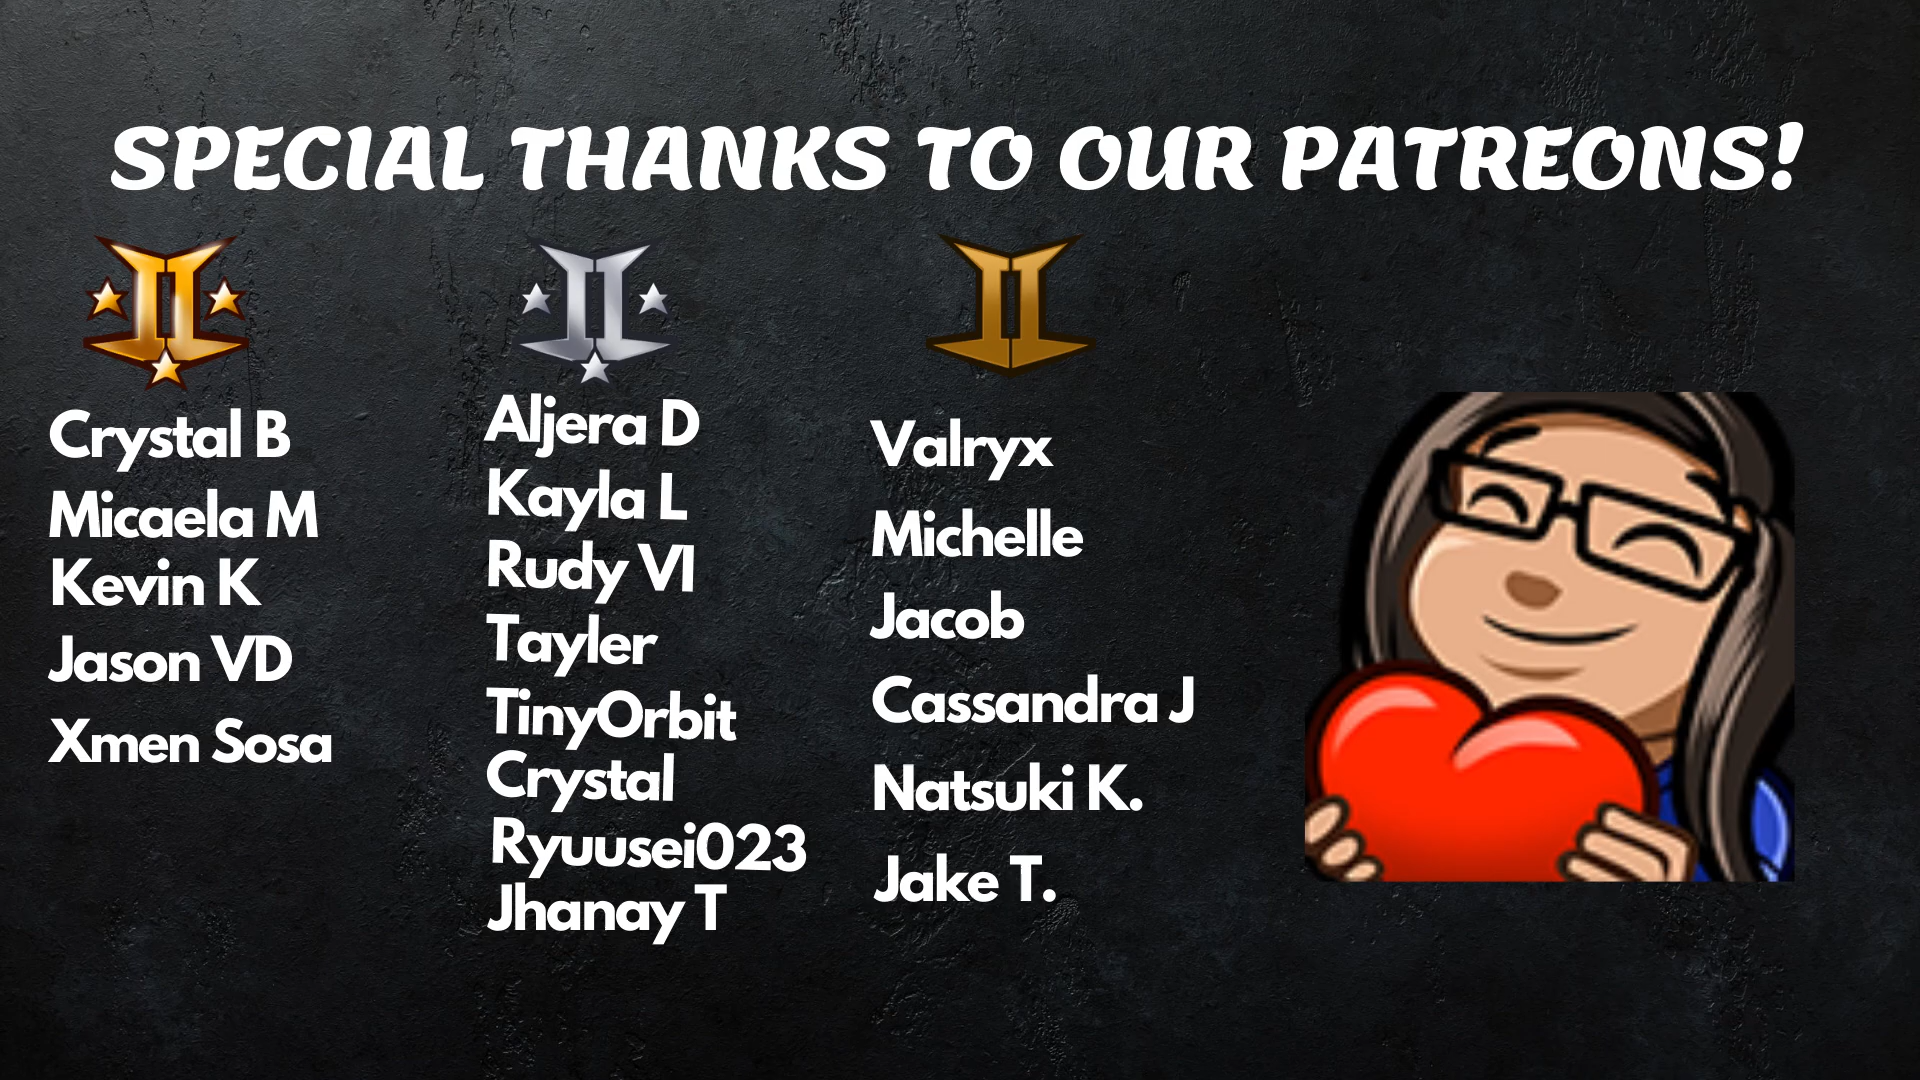 SPECIAL THANKS TO OUR PATREONS!
Crystal B
Micaela M
Kevin K
Jason VD
Xmen Sosa
Aljera D
Kayla L
Rudy VI
Tayler
TinyOrbit
Crystal
Ryuusei023
Jhanay T
Valryx
Michelle
Jacob
Cassandra J
Natsuki K.
Jake T.